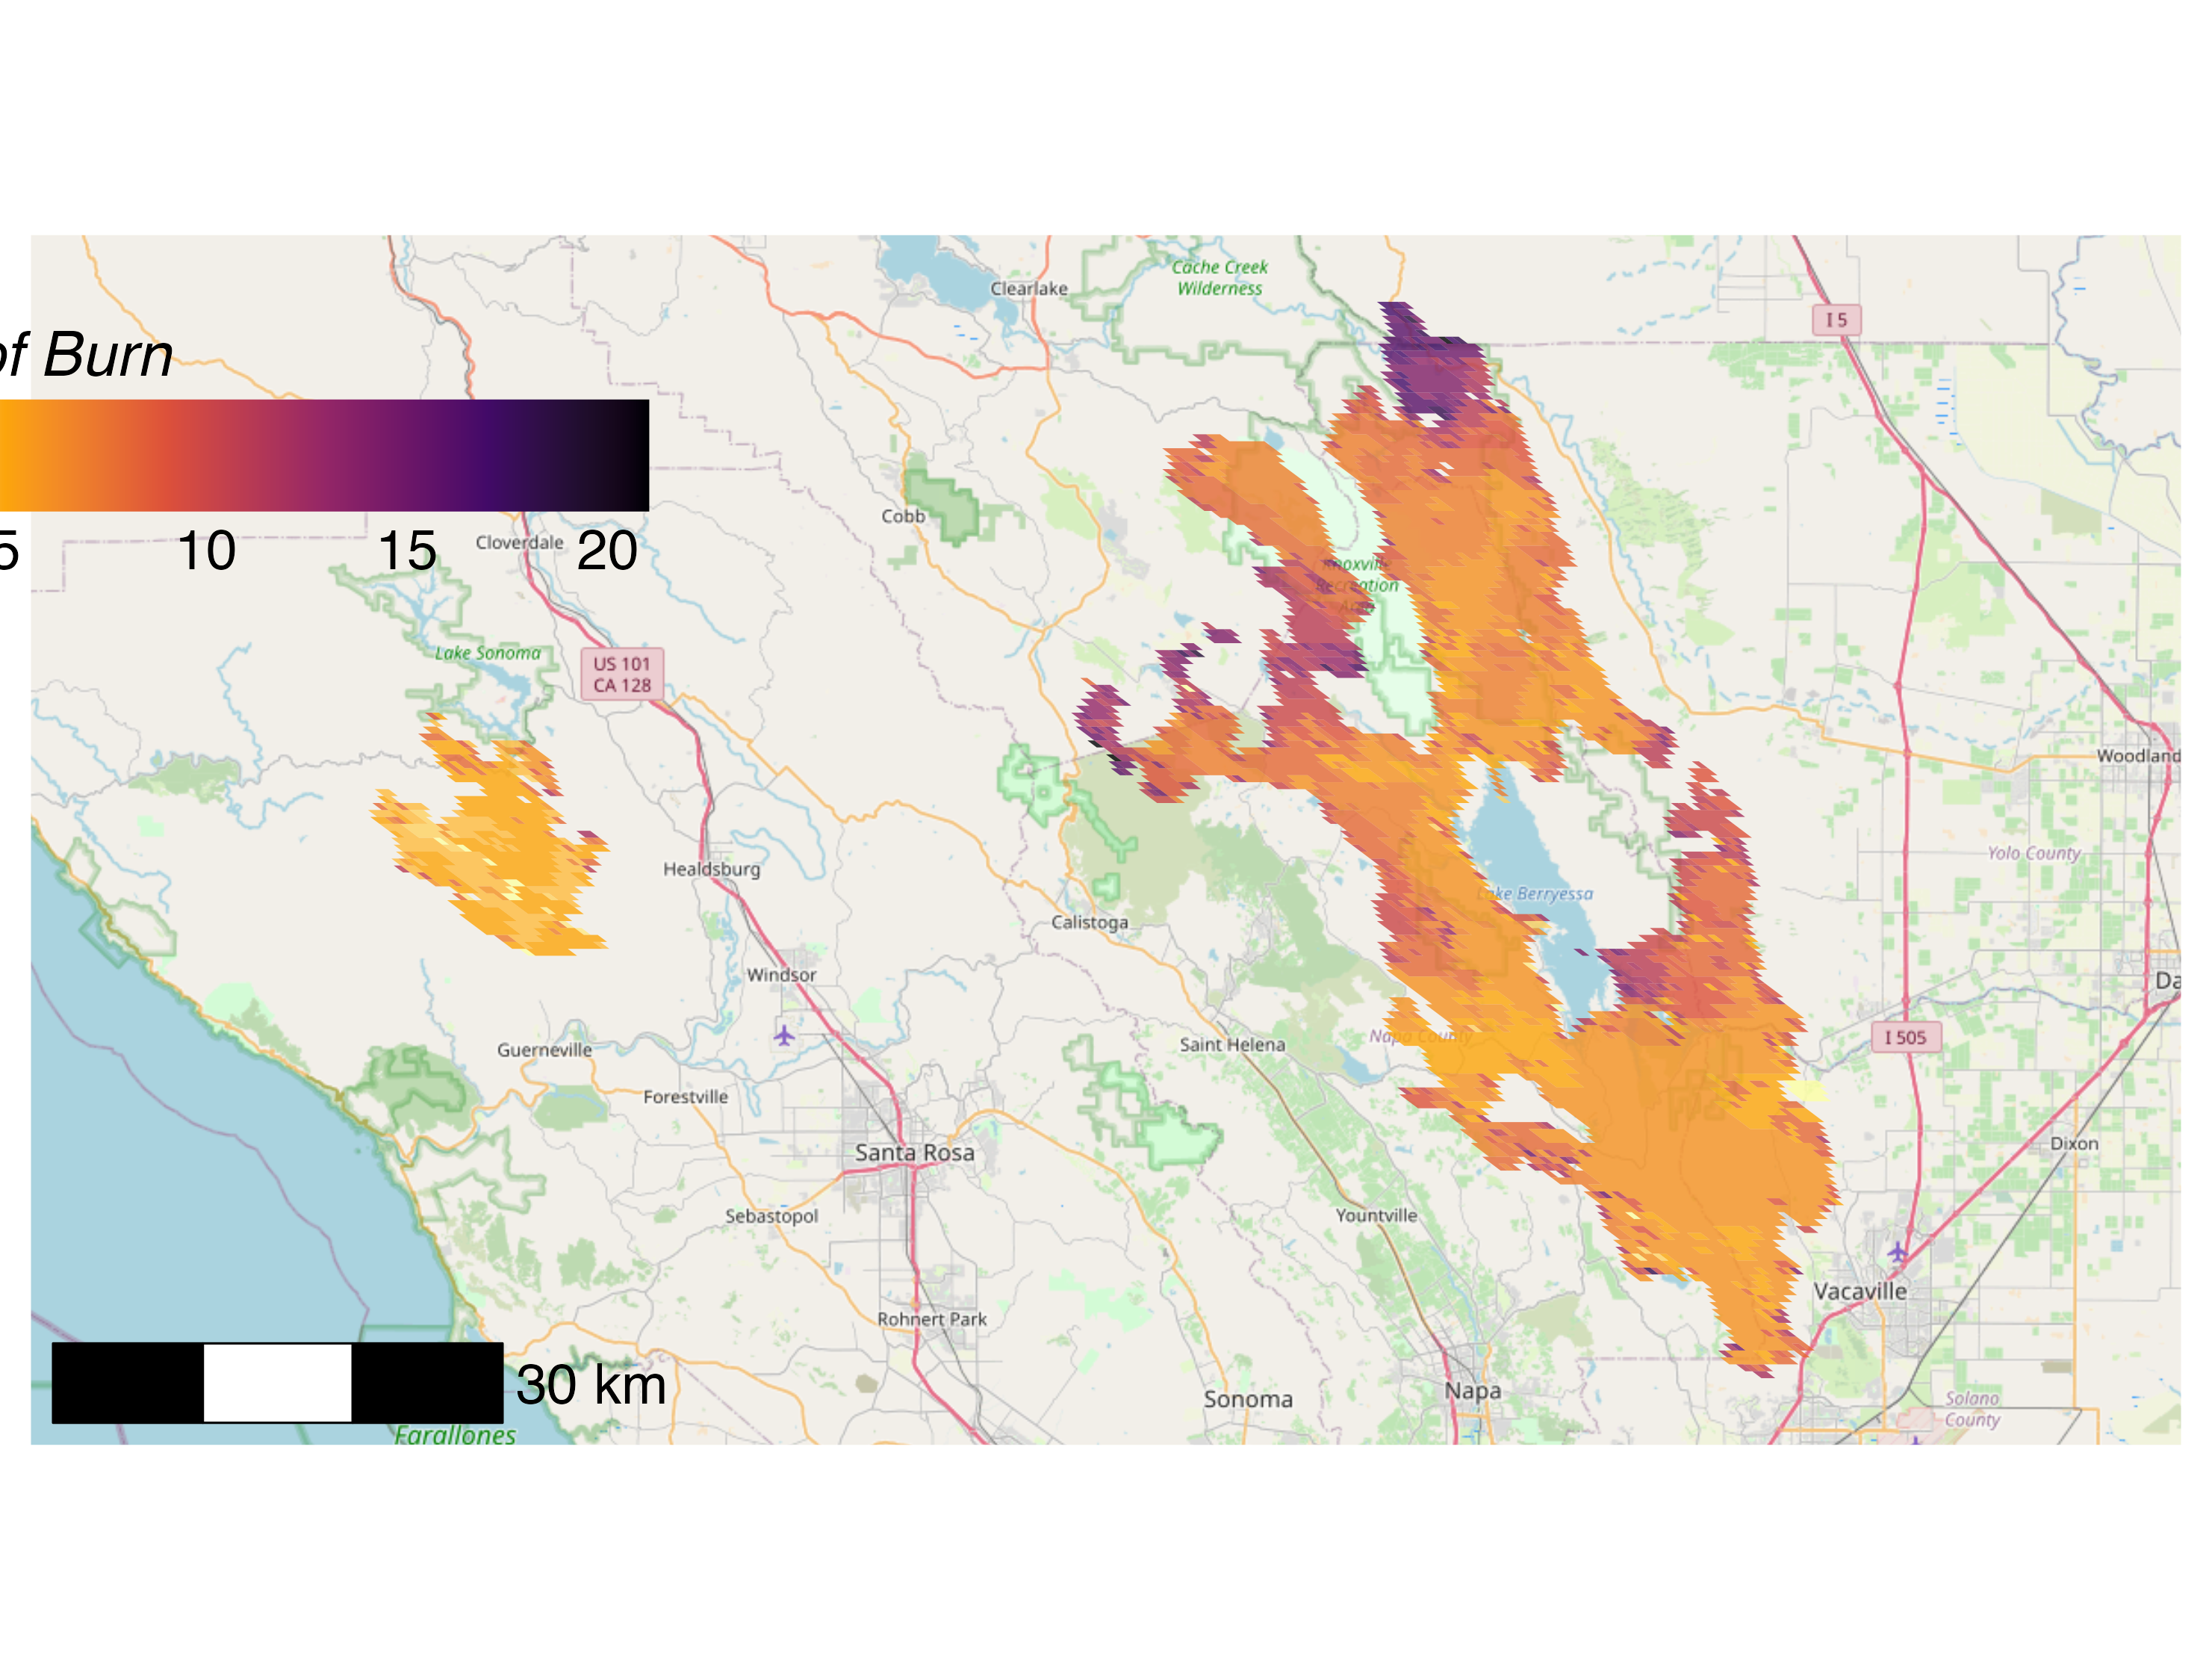 Cache Creek
Wilderness
Clearlake
I 5
of Burn
5 10 15 20
Cobb
Cloverdale
Knoxville
Recreation
Area
Lake Sonoma
US 101
CA 128
Woodland
Yolo County
Healdsburg
Lake Berryessa
Calistoga
Windsor
Da
Napa County
I 505
Saint Helena
Guerneville
Forestville
Dixon
Santa Rosa
Sebastopol
Yountville
Vacaville
Rohnert Park
30 km
Napa
Sonoma
Solano
County
Farallones